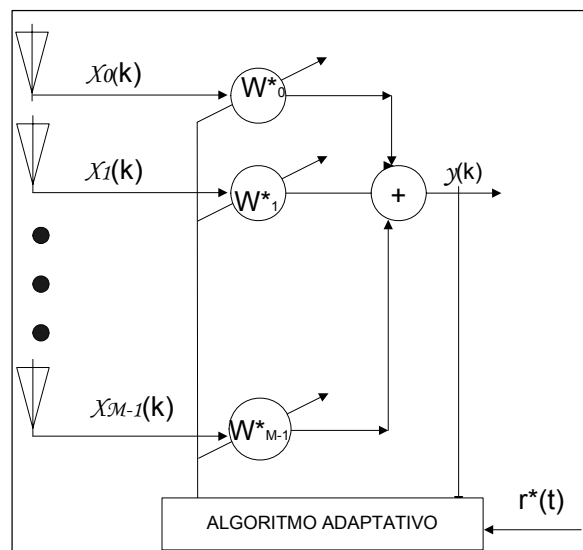 X0(k)
W*0
X1(k)
W*1
+
y(k)
XM-1(k)
W*M-1
ALGORITMO ADAPTATIVO
r*(t)